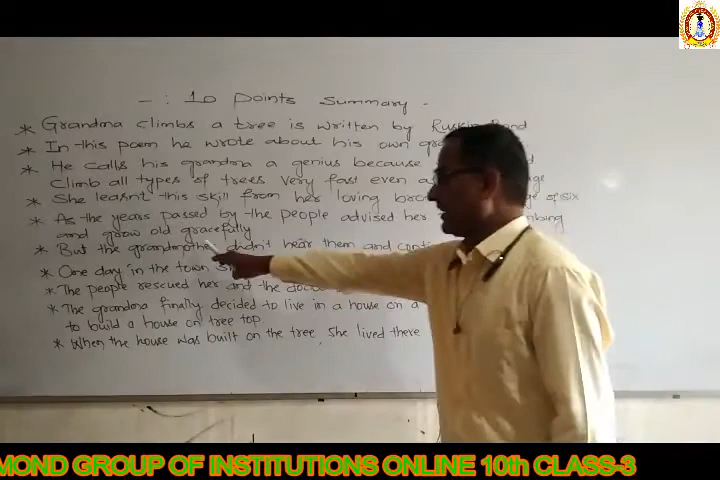 - : 10 Points Summary -
* Grandma climbs a tree is written by Ruskin Bond
* In this poem he wrote about his own
* He calls his grandma a genius because
Climb all types of trees very fast even
* She learnt this skill from her loving of six
* As the years passed by the people advised her
and grow old gracefully
* But the grandmother didn't hear them and
* One day in the town
* The people rescued her and the
* The grandma finally decided to live in a house on a
to build a house on tree top
* When the house was built on the tree, She lived there
MOND GROUP OF INSTITUTIONS ONLINE 10th CLASS-3